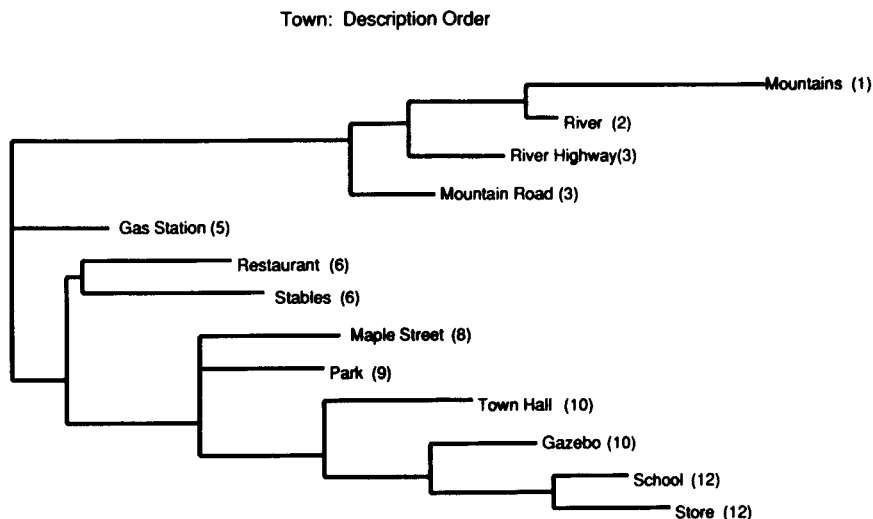 Town: Description Order
Mountains (1)
River (2)
River Highway(3)
Mountain Road (3)
Gas Station (5)
Restaurant (6)
Stables (6)
Maple Street (8)
Park (9)
Town Hall (10)
Gazebo (10)
School (12)
Store (12)